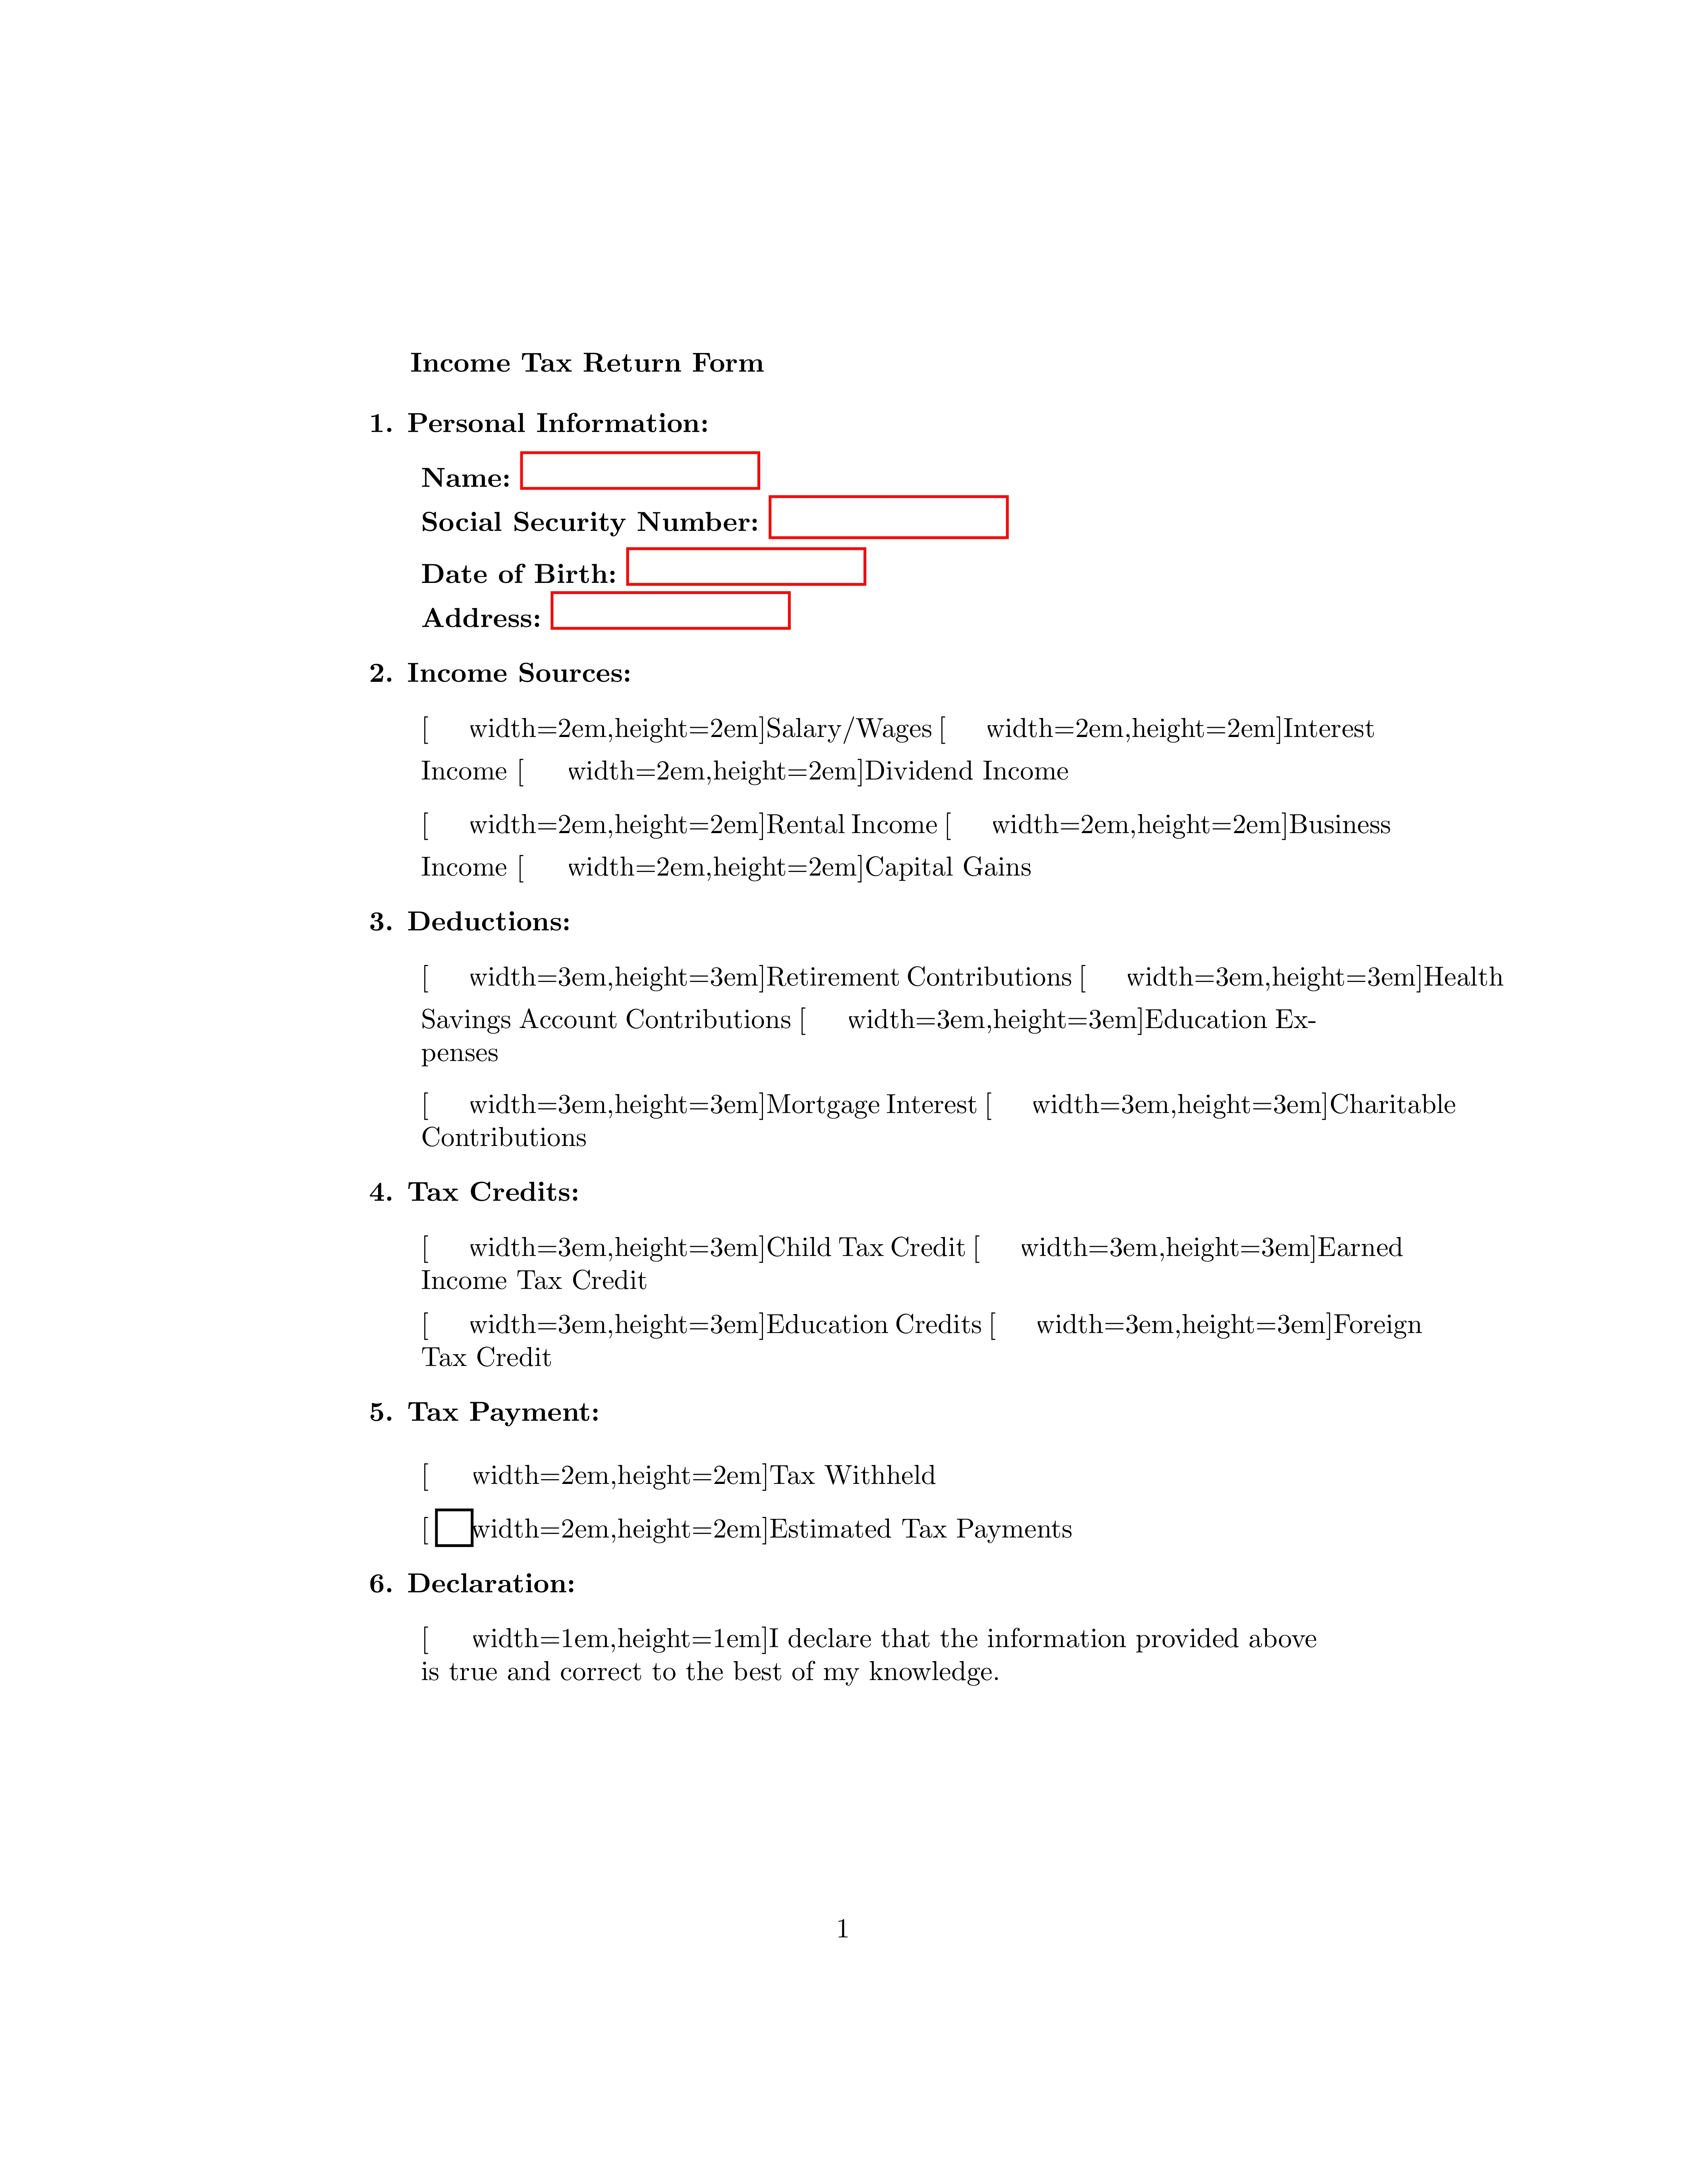 Income Tax Return Form
1. Personal Information:
Name:
Social Security Number:
Date of Birth:
Address:
2. Income Sources:
[ width=2em,height=2em]Salary/Wages [ width=2em,height=2em]Interest
Income [ width=2em,height=2em]Dividend Income
[ width=2em,height=2em]Rental Income [ width=2em,height=2em]Business
Income [ width=2em,height=2em]Capital Gains
3. Deductions:
[ width=3em,height=3em]Retirement Contributions [ width=3em,height=3em]Health
Savings Account Contributions [ width=3em,height=3em]Education Ex-
penses
[ width=3em,height=3em]Mortgage Interest [ width=3em,height=3em]Charitable
Contributions
4. Tax Credits:
[ width=3em,height=3em]Child Tax Credit [ width=3em,height=3em]Earned
Income Tax Credit
[ width=3em,height=3em]Education Credits [ width=3em,height=3em]Foreign
Tax Credit
5. Tax Payment:
[ width=2em,height=2em]Tax Withheld
[ width=2em,height=2em]Estimated Tax Payments
6. Declaration:
[ width=1em,height=1em]I declare that the information provided above
is true and correct to the best of my knowledge.
1